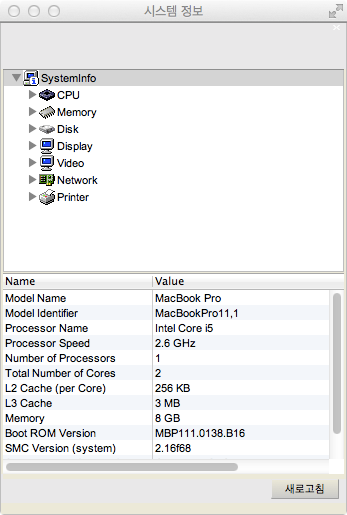 시스템 정보
SystemInfo
CPU
Memory
Disk
Display
Video
Network
Printer
Name Value
Model Name MacBook Pro
Model Identifier MacBookPro11,1
Processor Name Intel Core i5
Processor Speed 2.6 GHz
Number of Processors 1
Total Number of Cores 2
L2 Cache (per Core) 256 KB
L3 Cache 3 MB
Memory 8 GB
Boot ROM Version MBP111.0138.B16
SMC Version (system) 2.16f68
새로고침